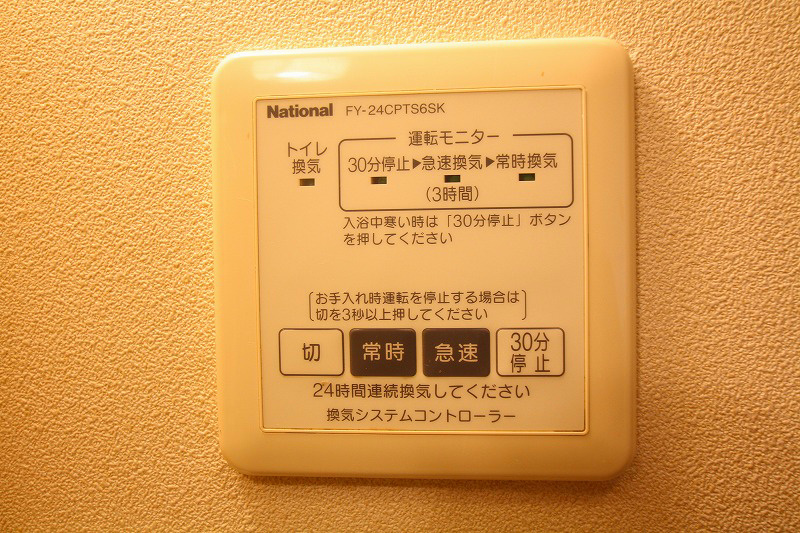 National FY-24CPTS6SK
運転モニター
トイレ
換気
30分停止▶急速換気▶常時換気
(3時間)
入浴中寒い時は「30分停止」ボタン
を押してください
お手入れ時運転を停止する場合は
切を3秒以上押してください
切 常時 急速 30分
停止
24時間連続換気してください
換気システムコントローラー